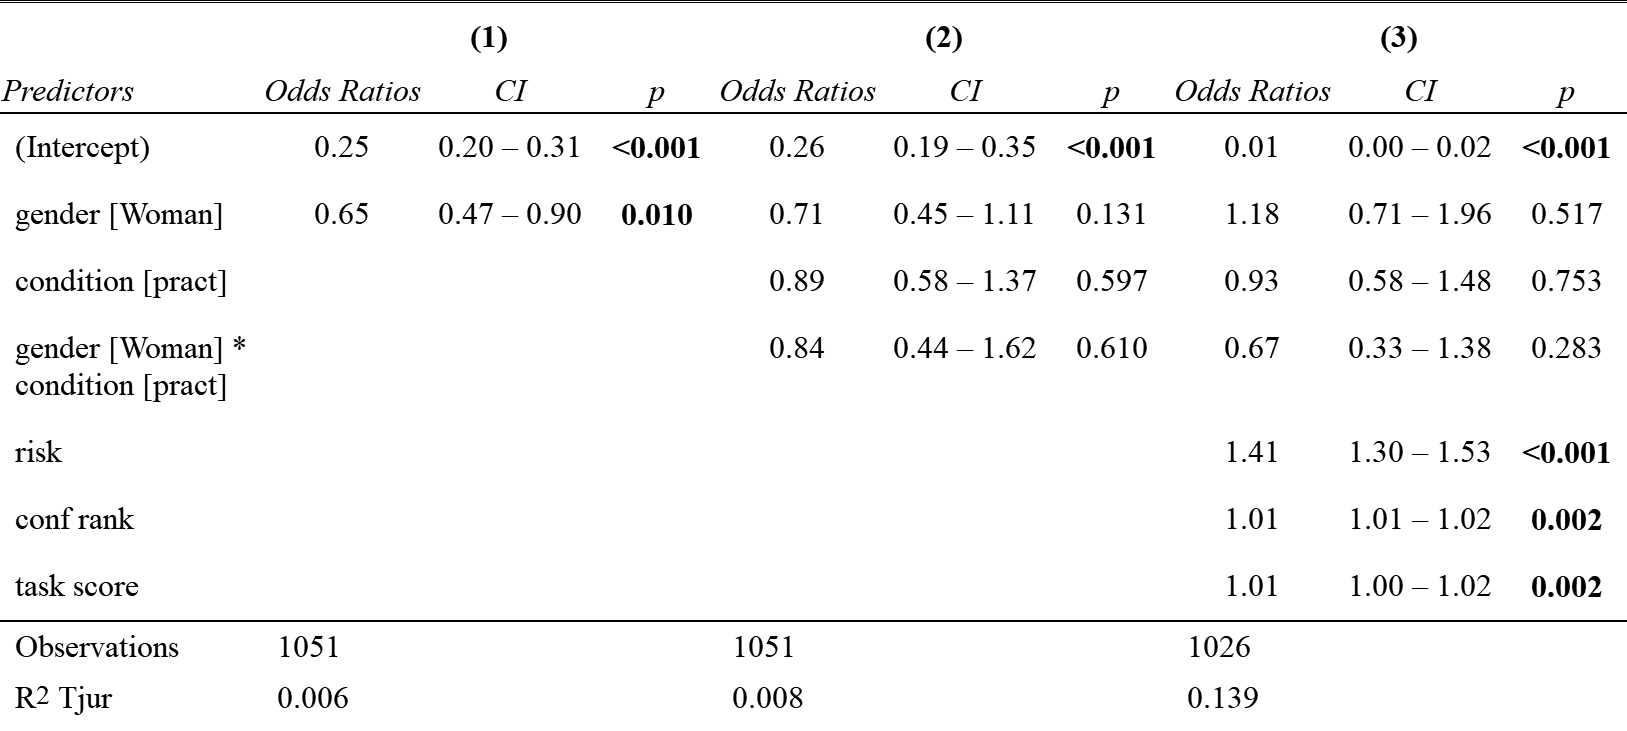 (1) (2) (3)
Predictors Odds Ratios CI p Odds Ratios CI p Odds Ratios CI p
(Intercept) 0.25 0.20 – 0.31 <0.001 0.26 0.19 – 0.35 <0.001 0.01 0.00 – 0.02 <0.001
gender [Woman] 0.65 0.47 – 0.90 0.010 0.71 0.45 – 1.11 0.131 1.18 0.71 – 1.96 0.517
condition [pract] 0.89 0.58 – 1.37 0.597 0.93 0.58 – 1.48 0.753
gender [Woman] * 0.84 0.44 – 1.62 0.610 0.67 0.33 – 1.38 0.283
condition [pract]
risk 1.41 1.30 – 1.53 <0.001
conf rank 1.01 1.01 – 1.02 0.002
task score 1.01 1.00 – 1.02 0.002
Observations 1051 1051 1026
R2 Tjur 0.006 0.008 0.139